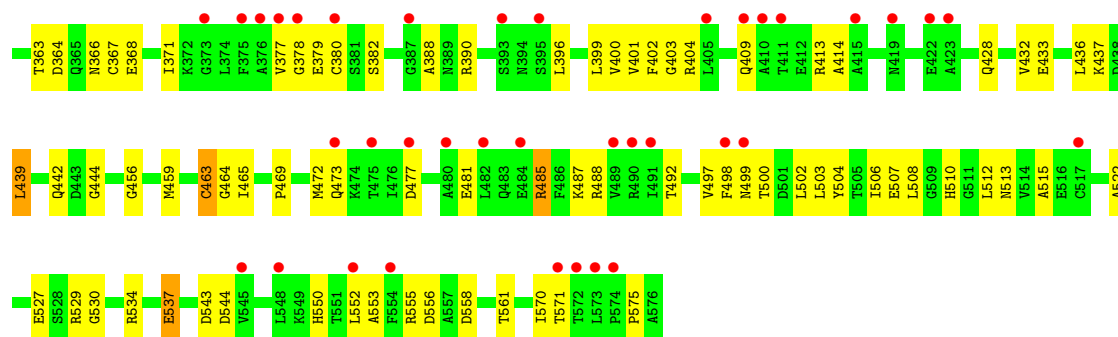 T363 D364 Q365 N366 C367 E368 I371 K372 G373 L374 F375 A376 V377 G378 E379 C380 S381 S382 G387 A388 N389 R390 S393 N394 S395 L396 L399 V400 V401 F402 G403 R404 L405 Q409 A410 T411 E412 R413 A414 A415 N419 E422 A423 Q428 V432 E433 L436 K437 D438
L439 Q442 D443 G444 G456 M459 C463 G464 I465 P469 M472 Q473 K474 T475 I476 D477 A480 E481 L482 Q483 E484 R485 F486 K487 R488 V489 R490 I491 T492 V497 F498 N499 T500 D501 L502 L503 Y504 T505 I506 E507 L508 G509 H510 G511 L512 N513 V514 A515 E516 C517 A522
E527 S528 R529 G530 R534 E537 D543 D544 V545 L548 K549 H550 T551 L552 A553 F554 R555 D556 A557 D558 T561 I570 T571 T572 L573 P574 P575 A576